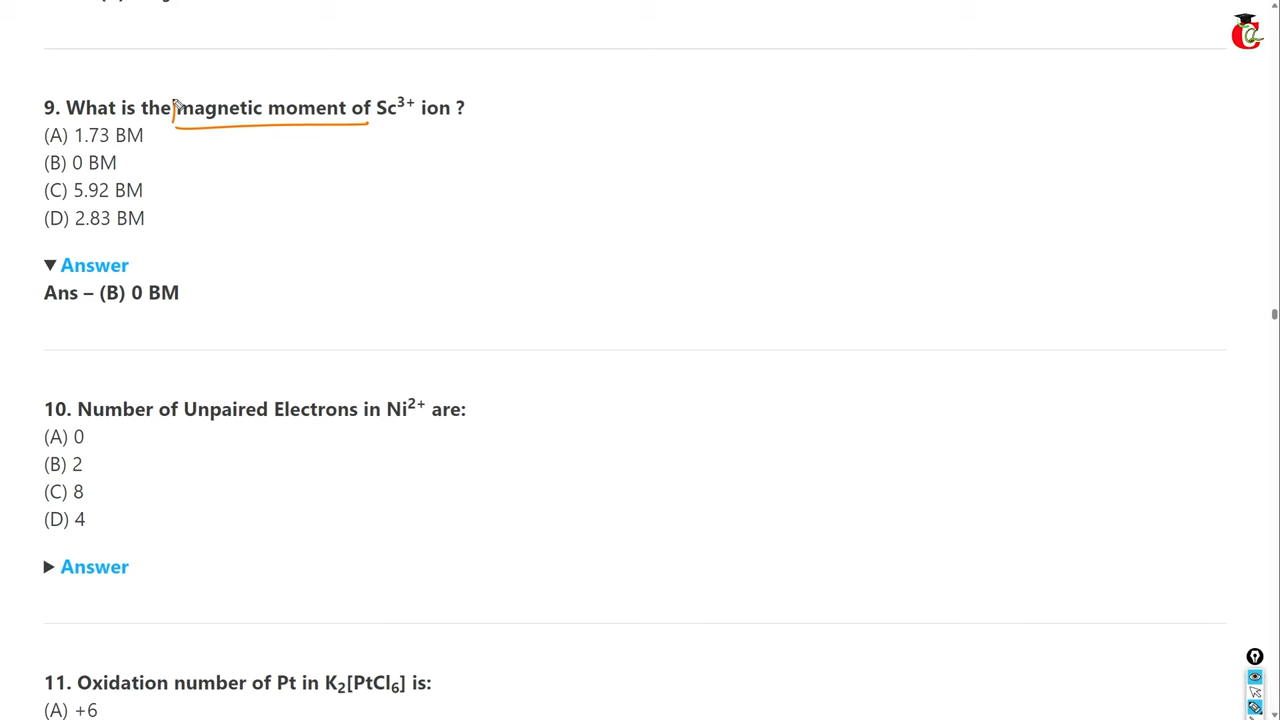 9. What is the magnetic moment of Sc³⁺ ion ?
(A) 1.73 BM
(B) 0 BM
(C) 5.92 BM
(D) 2.83 BM
▼ Answer
Ans – (B) 0 BM
10. Number of Unpaired Electrons in Ni²⁺ are:
(A) 0
(B) 2
(C) 8
(D) 4
▶ Answer
11. Oxidation number of Pt in K₂[PtCl₆] is:
(A) +6